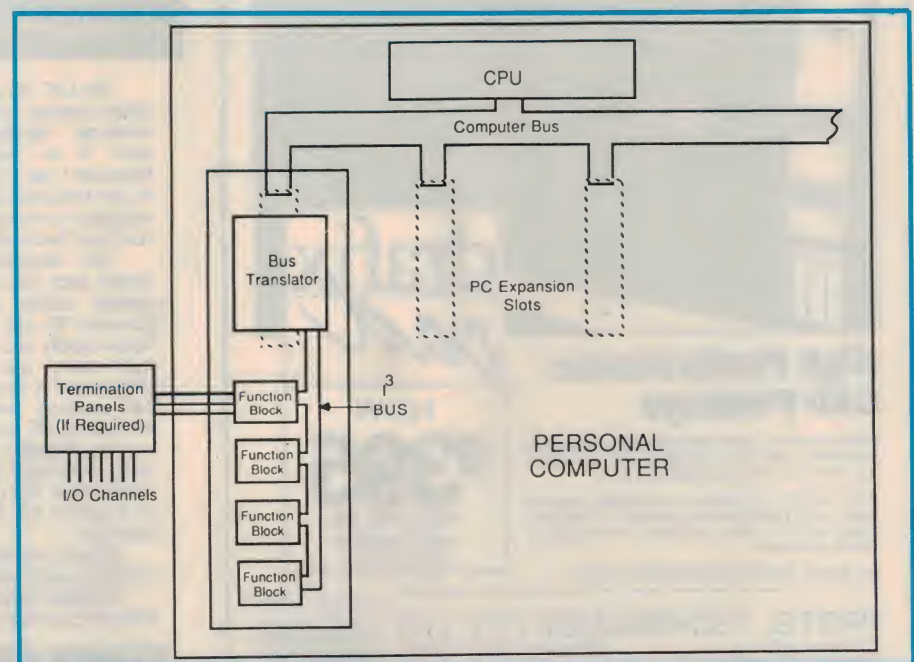 CPU
Computer Bus
Bus
Translator
PC Expansion
Slots
Termination
Panels
(If Required)
I/O Channels
Function
Block
I³
BUS
Function
Block
Function
Block
Function
Block
PERSONAL
COMPUTER